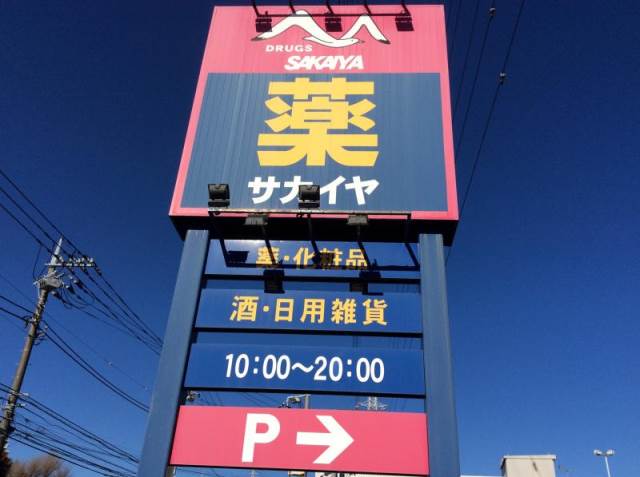 DRUGS
SAKAIYA
薬
サカイヤ
薬・化粧品
酒・日用雑貨
10:00～20:00
P→